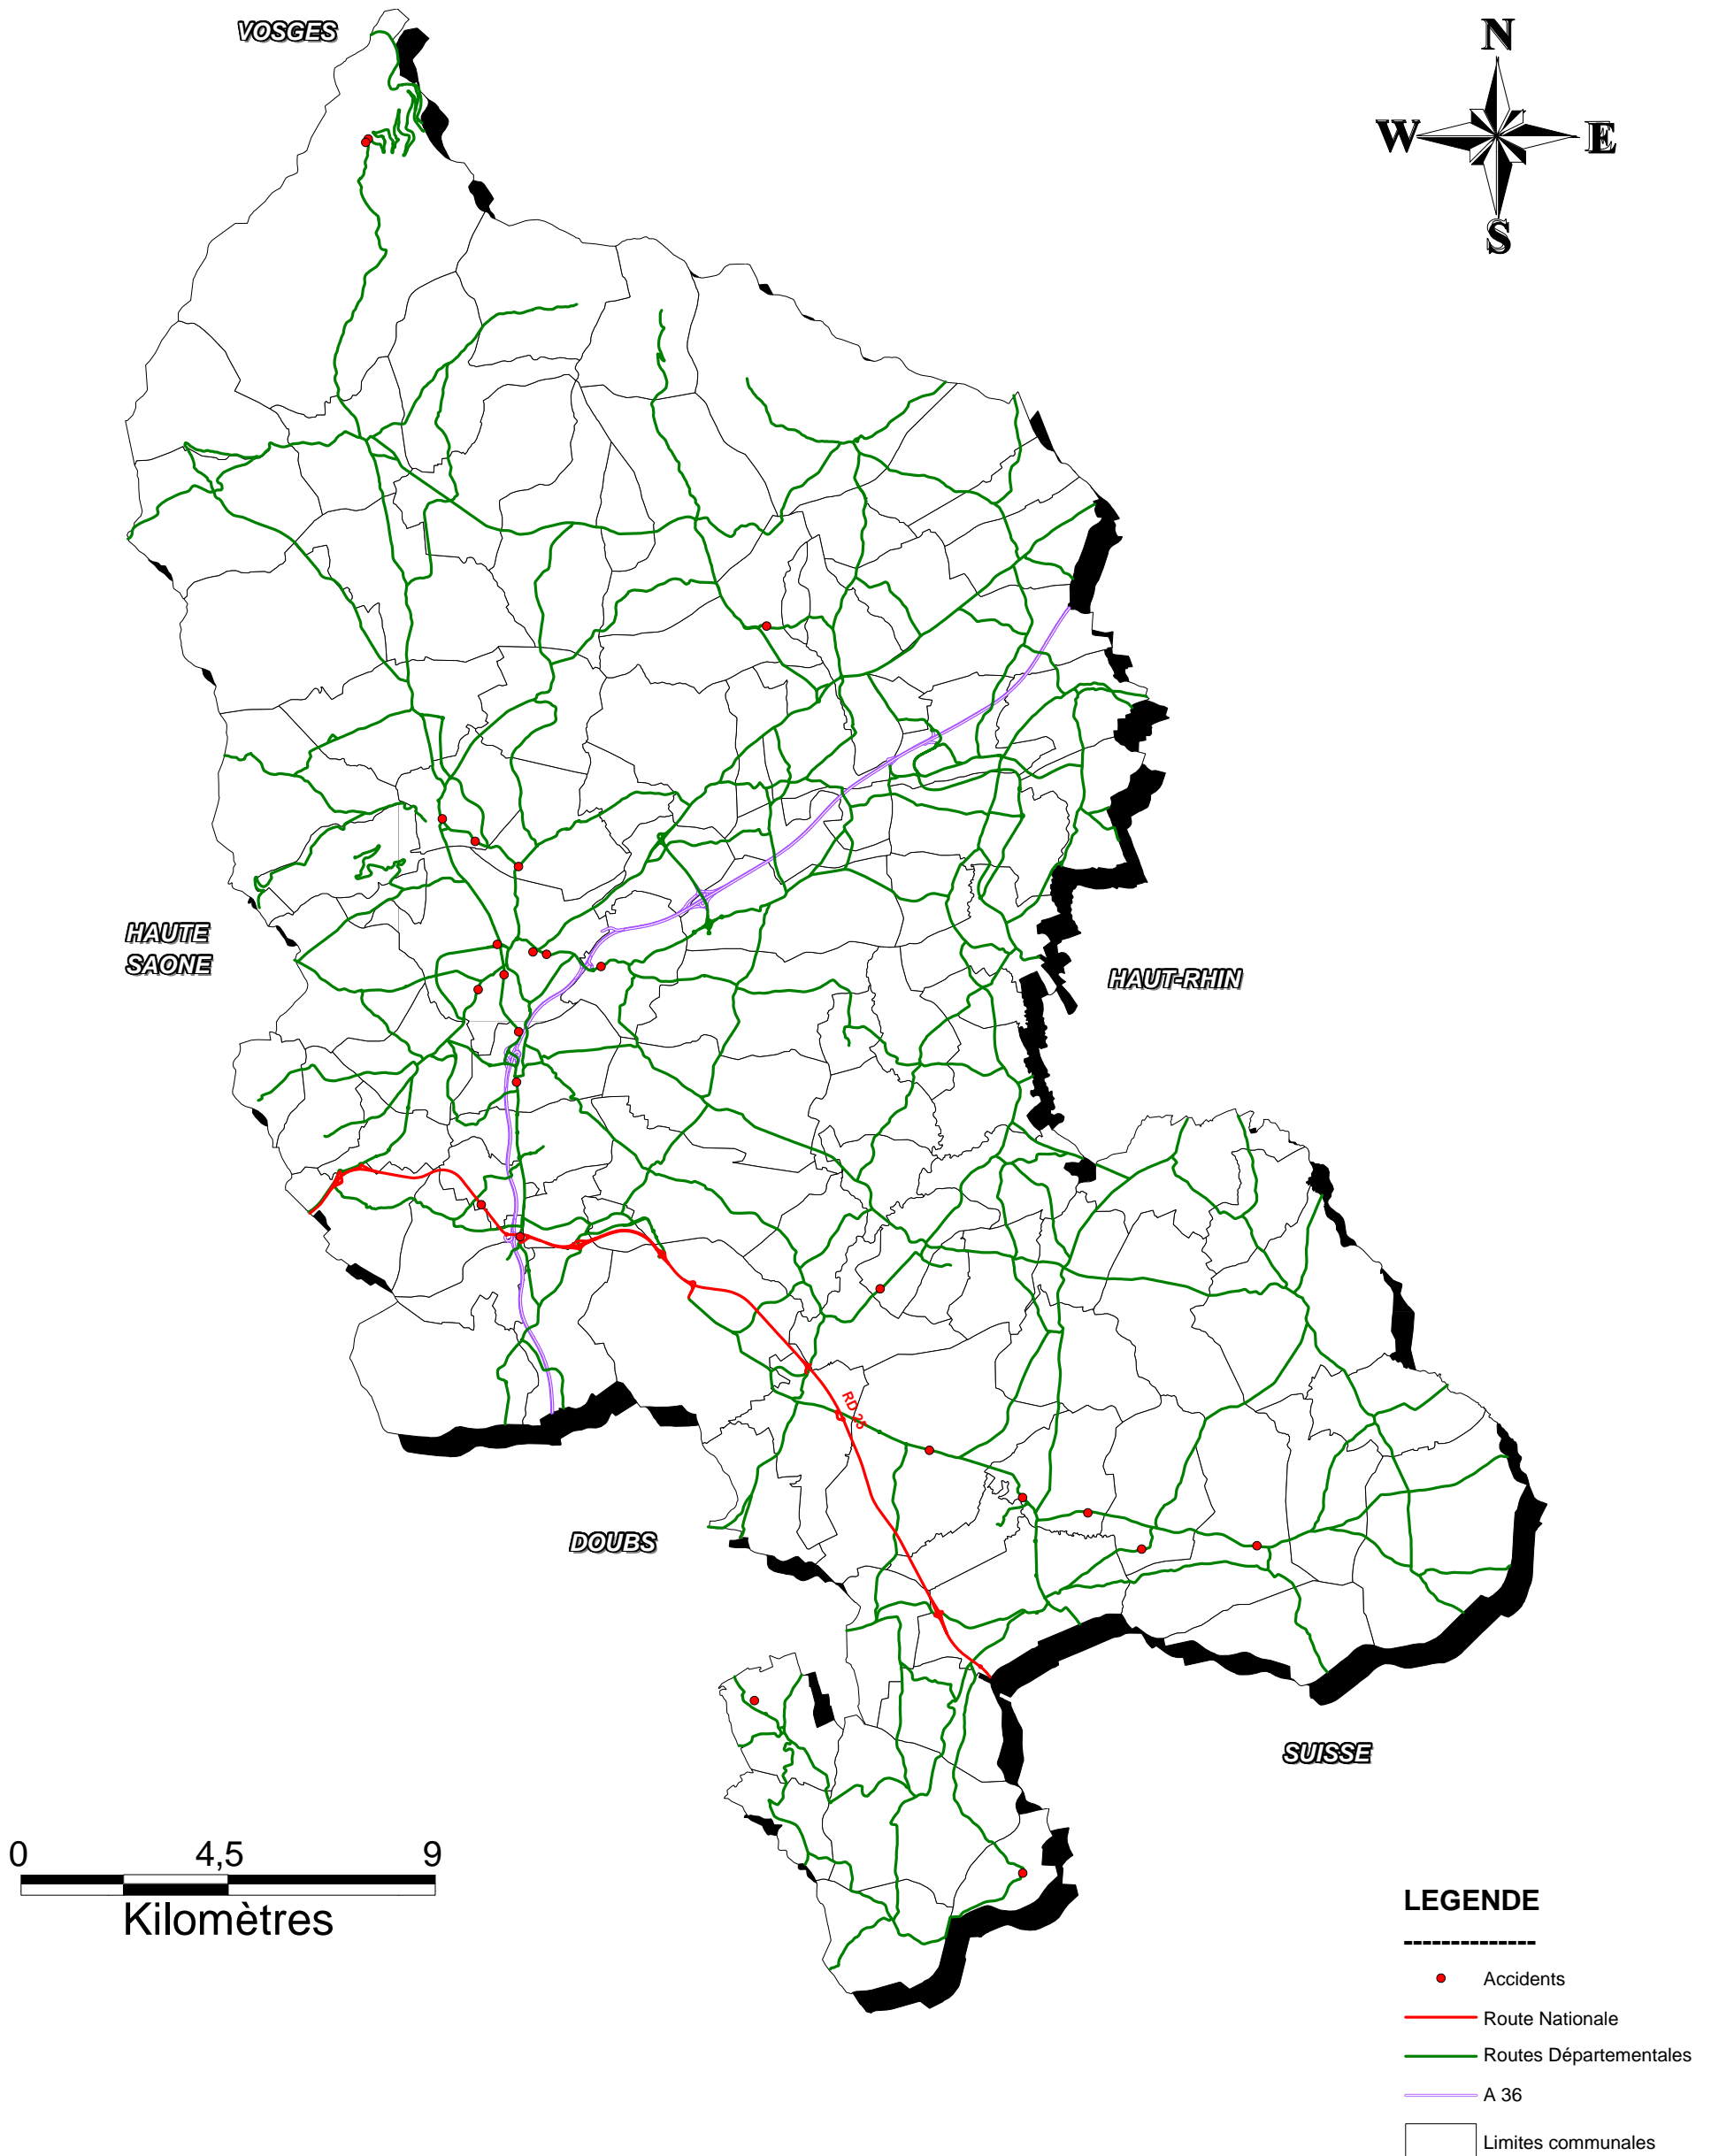 VOSGES
N
W
E
S
HAUTE
SAONE
HAUT-RHIN
RD 25
DOUBS
SUISSE
0 4,5 9
Kilomètres
LEGENDE
--------------
Accidents
Route Nationale
Routes Départementales
A 36
Limites communales